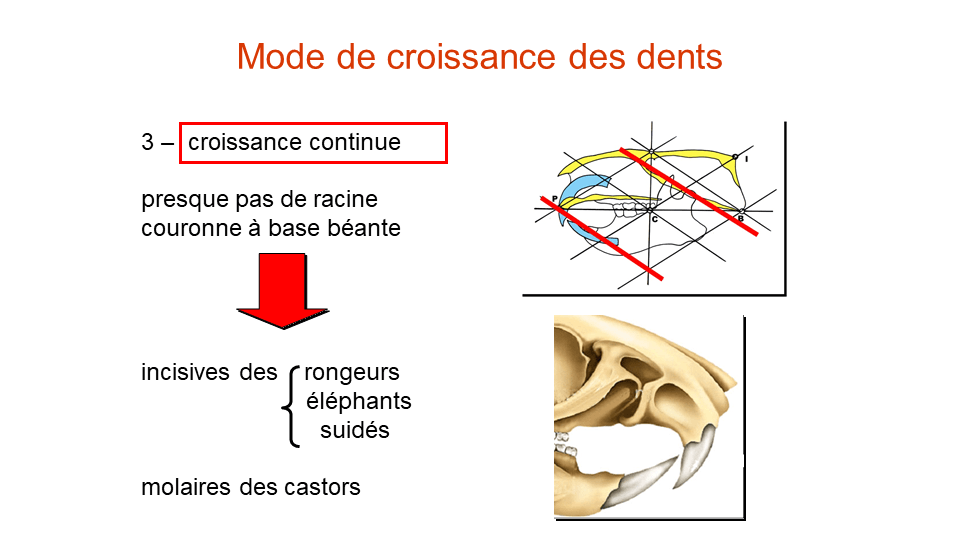 Mode de croissance des dents
3 – croissance continue
presque pas de racine
couronne à base béante
incisives des rongeurs
éléphants
suidés
molaires des castors
I
P
C
B